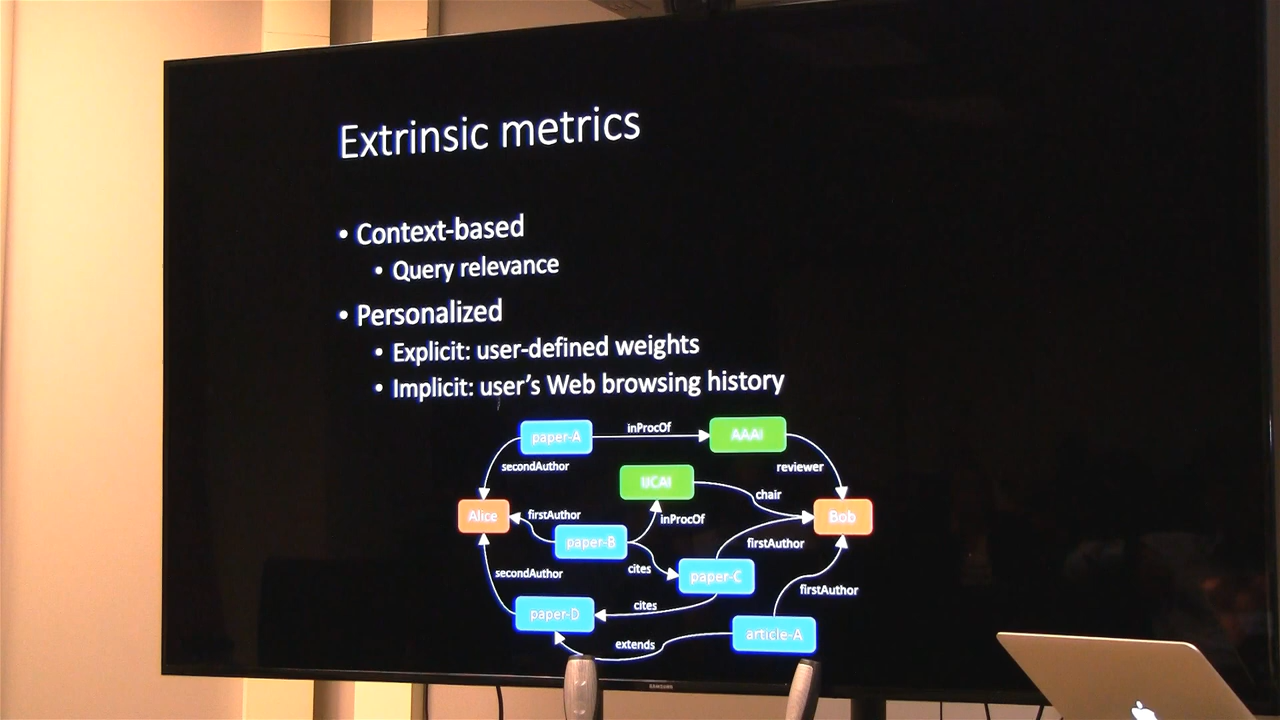 Extrinsic metrics
• Context-based
• Query relevance
• Personalized
• Explicit: user-defined weights
• Implicit: user's Web browsing history
paper-A
inProcOf
AAAI
secondAuthor
reviewer
IJCAI
chair
Alice
firstAuthor
inProcOf
Bob
paper-B
firstAuthor
cites
secondAuthor
paper-C
firstAuthor
paper-D
cites
article-A
extends
SAMSUNG